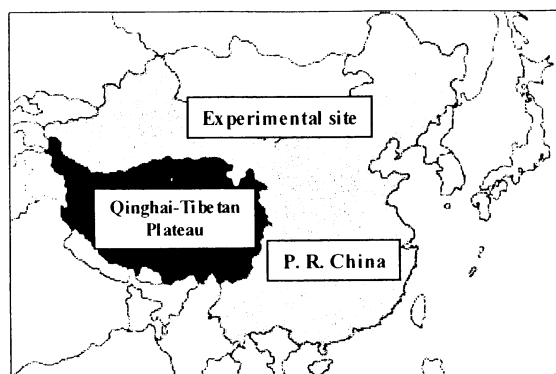 Experimental site
Qinghai-Tibetan
Plateau
P. R. China